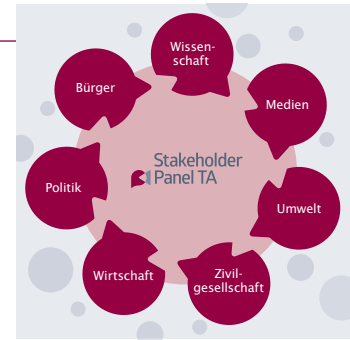 Wissen-
schaft
Bürger
Medien
Stakeholder
Panel TA
Politik
Umwelt
Wirtschaft
Zivil-
gesellschaft